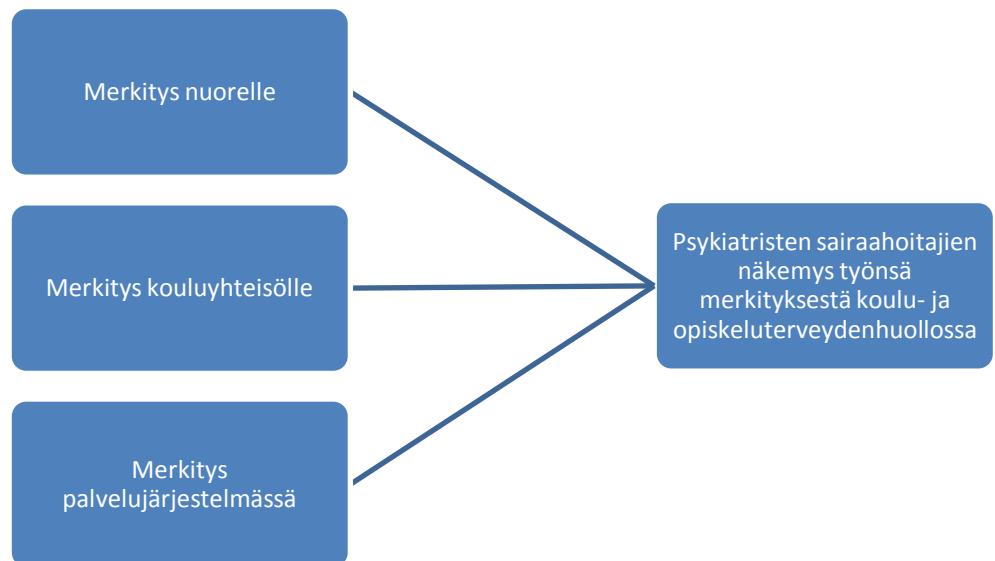 Merkitys nuorelle
Merkitys kouluyhteisölle
Merkitys
palvelujärjestelmässä
Psykiatristen sairaahoitajien
näkemys työnsä
merkityksestä koulu- ja
opiskeluterveydenhuollossa